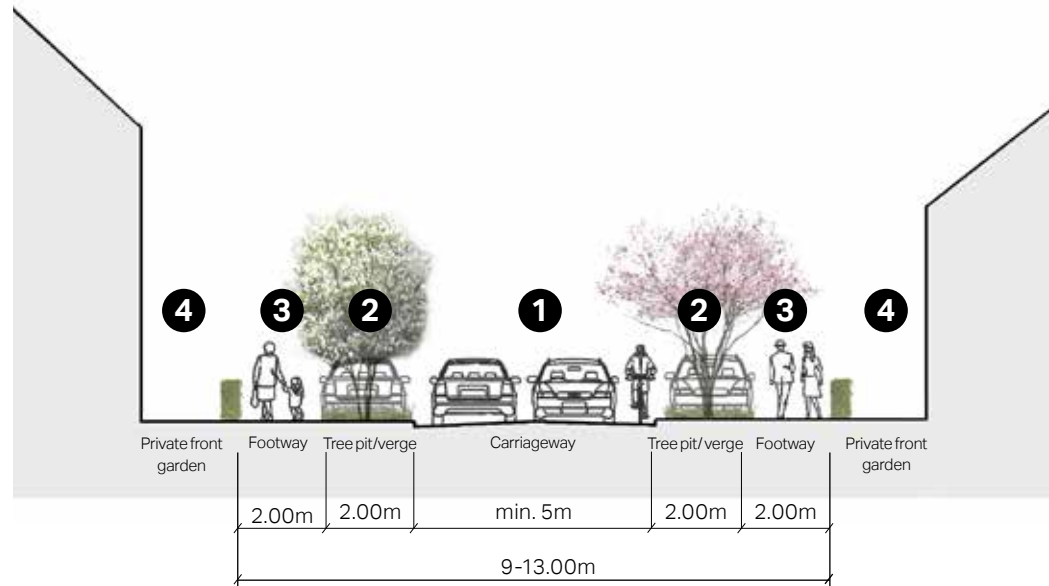 4
3
2
1
2
3
4
Private front
garden
Footway
Tree pit/verge
Carriageway
Tree pit/ verge
Footway
Private front
garden
2.00m
2.00m
min. 5m
2.00m
2.00m
9-13.00m